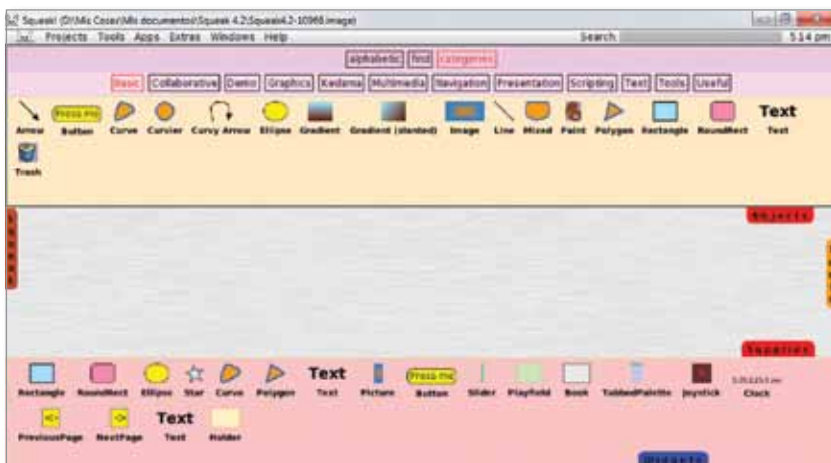 Squeak! (D:\Mis Cosas\Mis documentos\Squeak 4.2\Squeak4.2-10966.image)
Projects Tools Apps Extras Windows Help Search 5:14 pm
alphabetic find categories
Basic Collaborative Demo Graphics Kedama Multimedia Navigation Presentation Scripting Text Tools Useful
Press me Text
Arrow Button Curve Curvier Curvy Arrow Ellipse Gradient Gradient (slanted) Image Line Mixed Paint Polygon Rectangle RoundRect Text
Trash
Objects
Supplies
Text Press me
Rectangle RoundRect Ellipse Star Curve Polygon Text Picture Button Slider Playfield Book TabbedPalette Joystick Clock
Text
PreviousPage NextPage Text Holder
Widgets